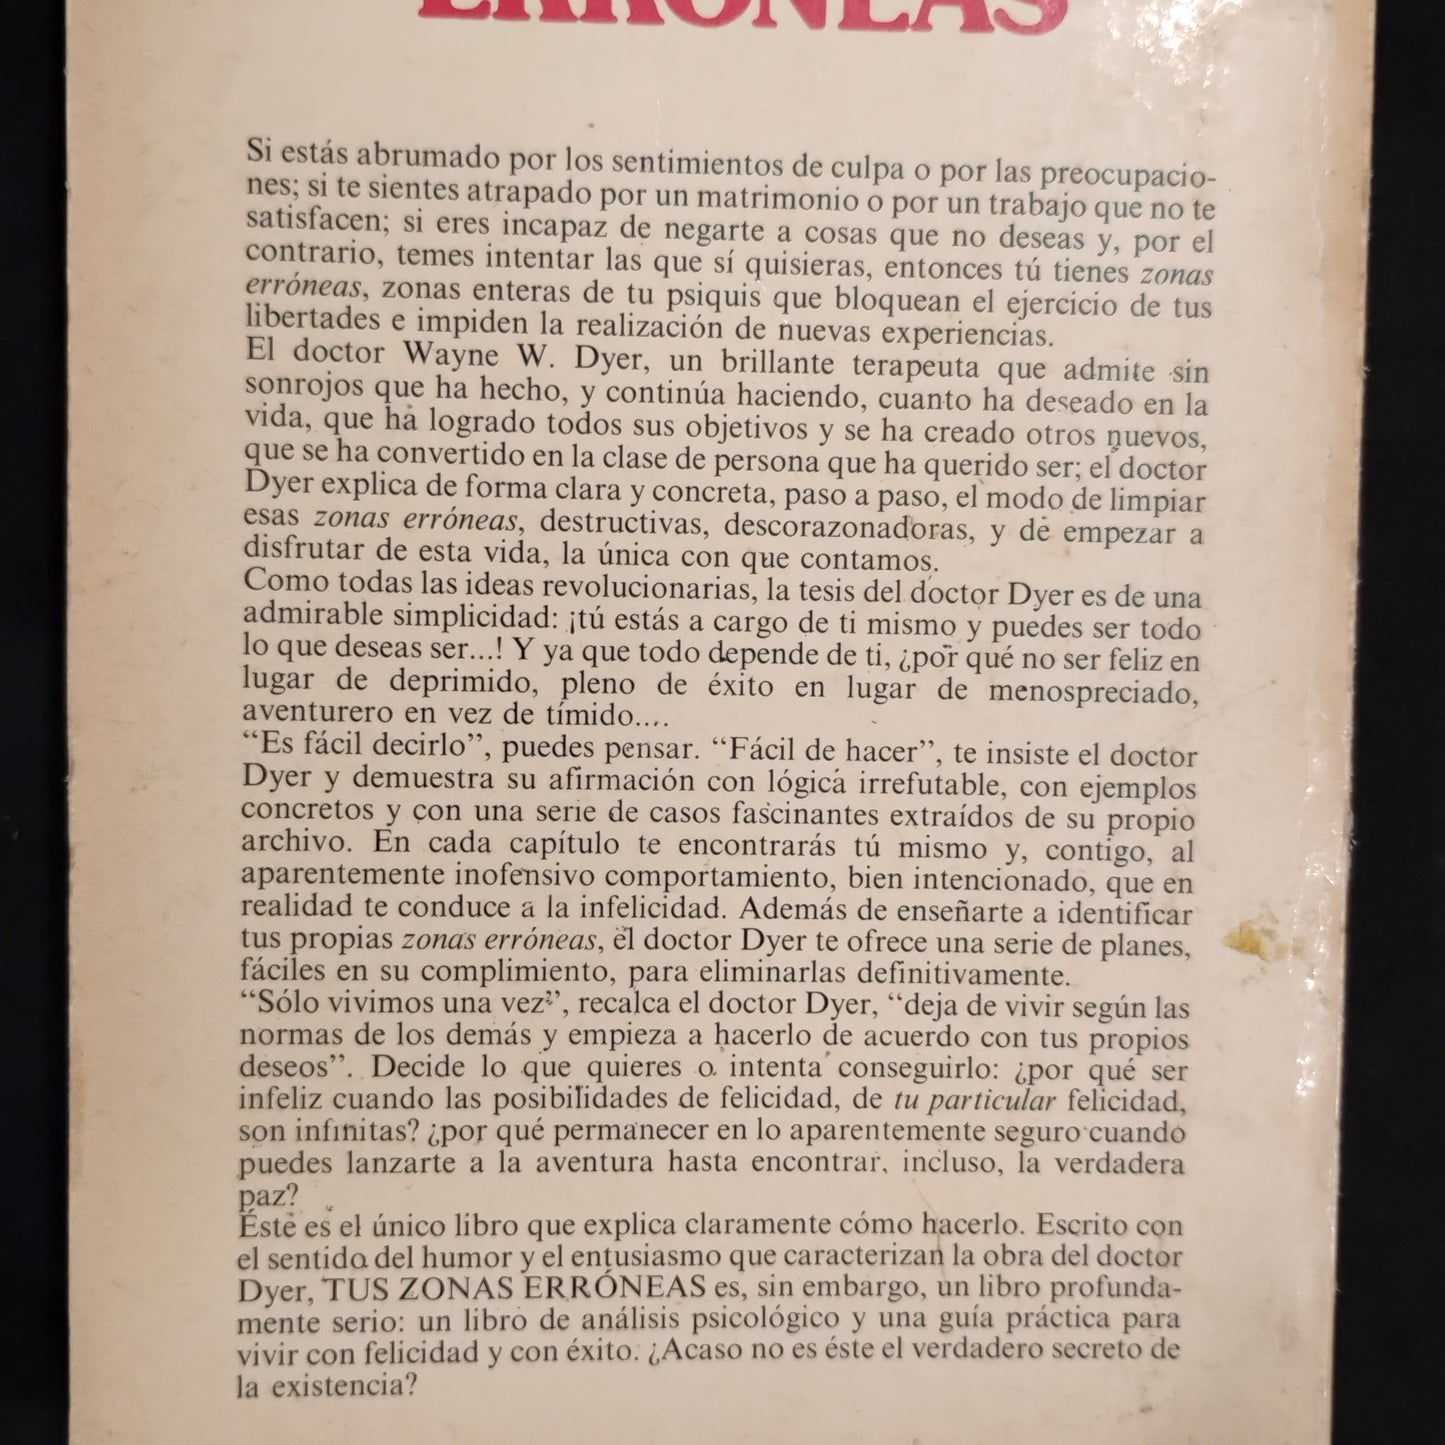 ERRÓNEAS
Si estás abrumado por los sentimientos de culpa o por las preocupacio-
nes; si te sientes atrapado por un matrimonio o por un trabajo que no te
satisfacen; si eres incapaz de negarte a cosas que no deseas y, por el
contrario, temes intentar las que sí quisieras, entonces tú tienes zonas
erróneas, zonas enteras de tu psiquis que bloquean el ejercicio de tus
libertades e impiden la realización de nuevas experiencias.
El doctor Wayne W. Dyer, un brillante terapeuta que admite sin
sonrojos que ha hecho, y continúa haciendo, cuanto ha deseado en la
vida, que ha logrado todos sus objetivos y se ha creado otros nuevos,
que se ha convertido en la clase de persona que ha querido ser; el doctor
Dyer explica de forma clara y concreta, paso a paso, el modo de limpiar
esas zonas erróneas, destructivas, descorazonadoras, y de empezar a
disfrutar de esta vida, la única con que contamos.
Como todas las ideas revolucionarias, la tesis del doctor Dyer es de una
admirable simplicidad: ¡tú estás a cargo de ti mismo y puedes ser todo
lo que deseas ser...! Y ya que todo depende de ti, ¿por qué no ser feliz en
lugar de deprimido, pleno de éxito en lugar de menospreciado,
aventurero en vez de tímido....
“Es fácil decirlo”, puedes pensar. “Fácil de hacer”, te insiste el doctor
Dyer y demuestra su afirmación con lógica irrefutable, con ejemplos
concretos y con una serie de casos fascinantes extraídos de su propio
archivo. En cada capítulo te encontrarás tú mismo y, contigo, al
aparentemente inofensivo comportamiento, bien intencionado, que en
realidad te conduce a la infelicidad. Además de enseñarte a identificar
tus propias zonas erróneas, el doctor Dyer te ofrece una serie de planes,
fáciles en su complimiento, para eliminarlas definitivamente.
“Sólo vivimos una vez”, recalca el doctor Dyer, “deja de vivir según las
normas de los demás y empieza a hacerlo de acuerdo con tus propios
deseos”. Decide lo que quieres o intenta conseguirlo: ¿por qué ser
infeliz cuando las posibilidades de felicidad, de tu particular felicidad,
son infinitas? ¿por qué permanecer en lo aparentemente seguro cuando
puedes lanzarte a la aventura hasta encontrar, incluso, la verdadera
paz?
Éste es el único libro que explica claramente cómo hacerlo. Escrito con
el sentido del humor y el entusiasmo que caracterizan la obra del doctor
Dyer, TUS ZONAS ERRÓNEAS es, sin embargo, un libro profunda-
mente serio: un libro de análisis psicológico y una guía práctica para
vivir con felicidad y con éxito. ¿Acaso no es éste el verdadero secreto de
la existencia?